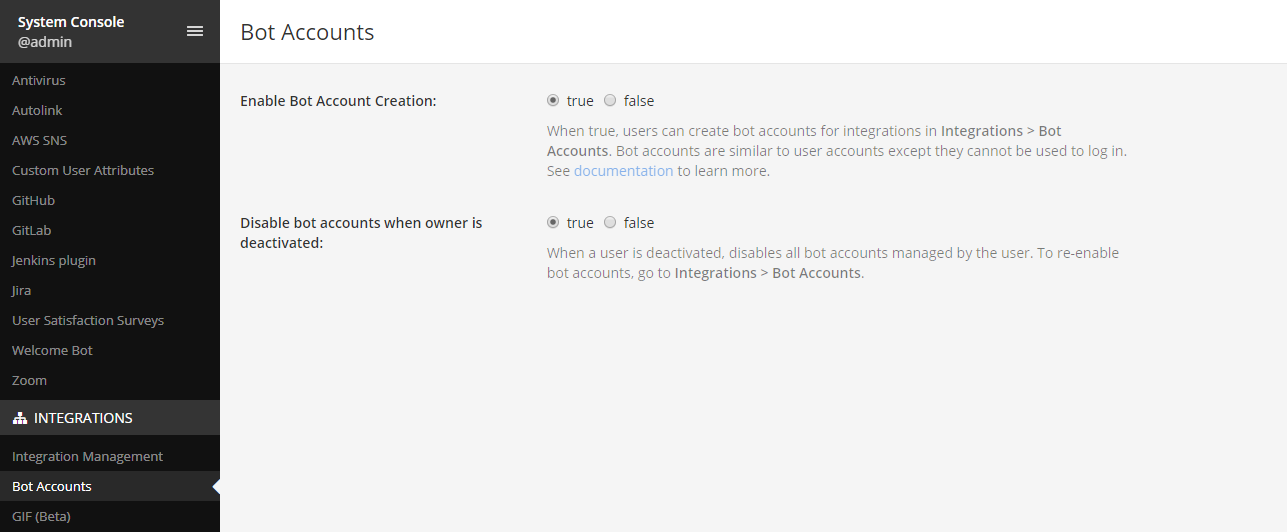 System Console
@admin
Antivirus
Autolink
AWS SNS
Custom User Attributes
GitHub
GitLab
Jenkins plugin
Jira
User Satisfaction Surveys
Welcome Bot
Zoom
INTEGRATIONS
Integration Management
Bot Accounts
GIF (Beta)
Bot Accounts
Enable Bot Account Creation:
true false
When true, users can create bot accounts for integrations in Integrations > Bot
Accounts. Bot accounts are similar to user accounts except they cannot be used to log in.
See documentation to learn more.
Disable bot accounts when owner is
deactivated:
true false
When a user is deactivated, disables all bot accounts managed by the user. To re-enable
bot accounts, go to Integrations > Bot Accounts.